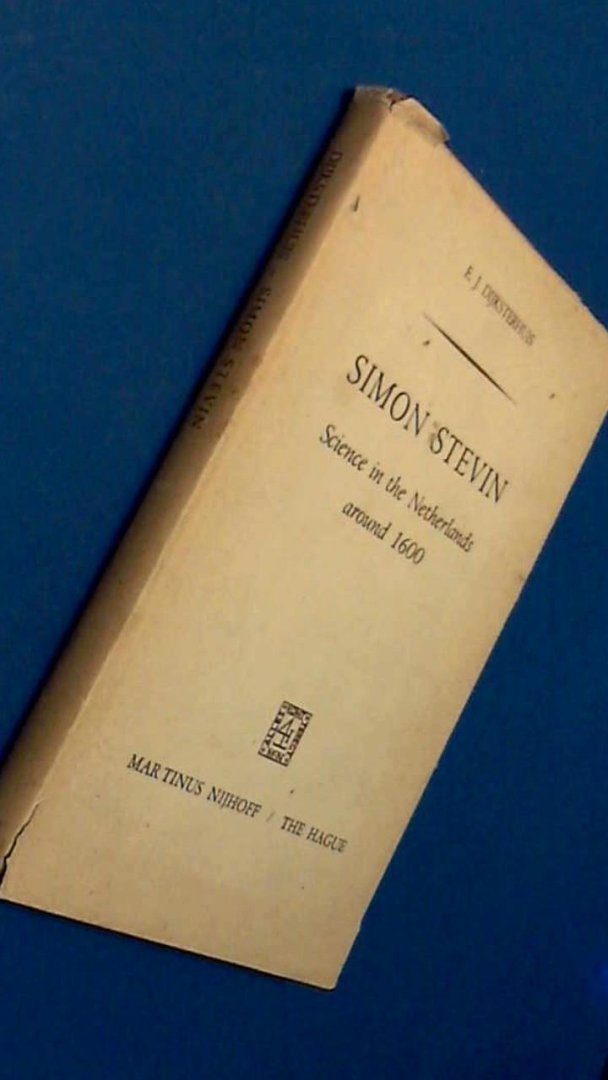 E. J. DIJKSTERHUIS
SIMON STEVIN
Science in the Netherlands
around 1600
MARTINUS NIJHOFF / THE HAGUE
DIJKSTERHUIS - SIMON STEVIN